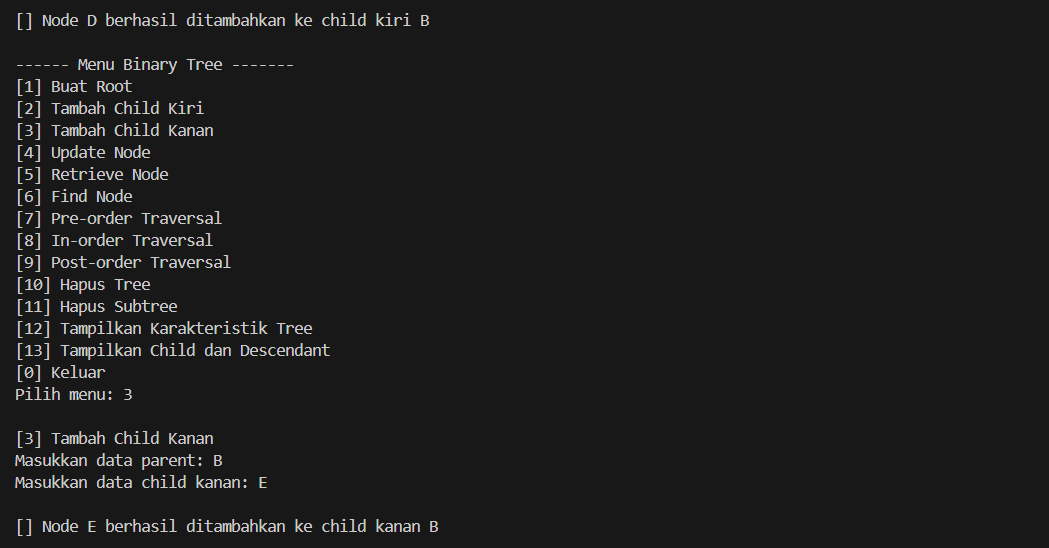 [] Node D berhasil ditambahkan ke child kiri B
------ Menu Binary Tree -------
[1] Buat Root
[2] Tambah Child Kiri
[3] Tambah Child Kanan
[4] Update Node
[5] Retrieve Node
[6] Find Node
[7] Pre-order Traversal
[8] In-order Traversal
[9] Post-order Traversal
[10] Hapus Tree
[11] Hapus Subtree
[12] Tampilkan Karakteristik Tree
[13] Tampilkan Child dan Descendant
[0] Keluar
Pilih menu: 3
[3] Tambah Child Kanan
Masukkan data parent: B
Masukkan data child kanan: E
[] Node E berhasil ditambahkan ke child kanan B